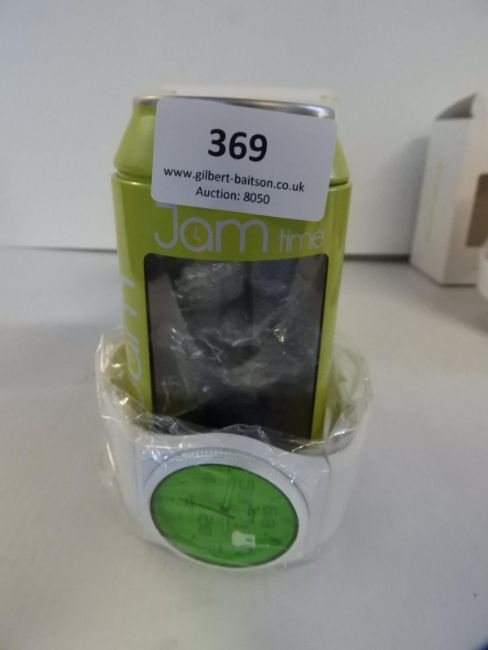 369
www.gilbert-baitson.co.uk
Auction: 8050
Jam time